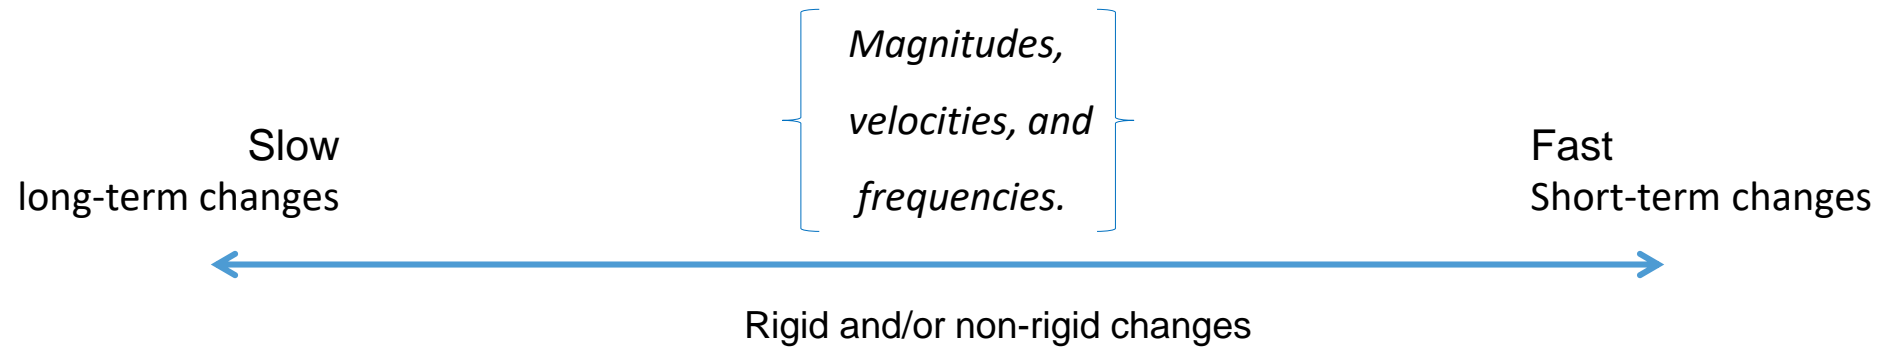 Magnitudes,
velocities, and
frequencies.
Slow
long-term changes
Fast
Short-term changes
Rigid and/or non-rigid changes